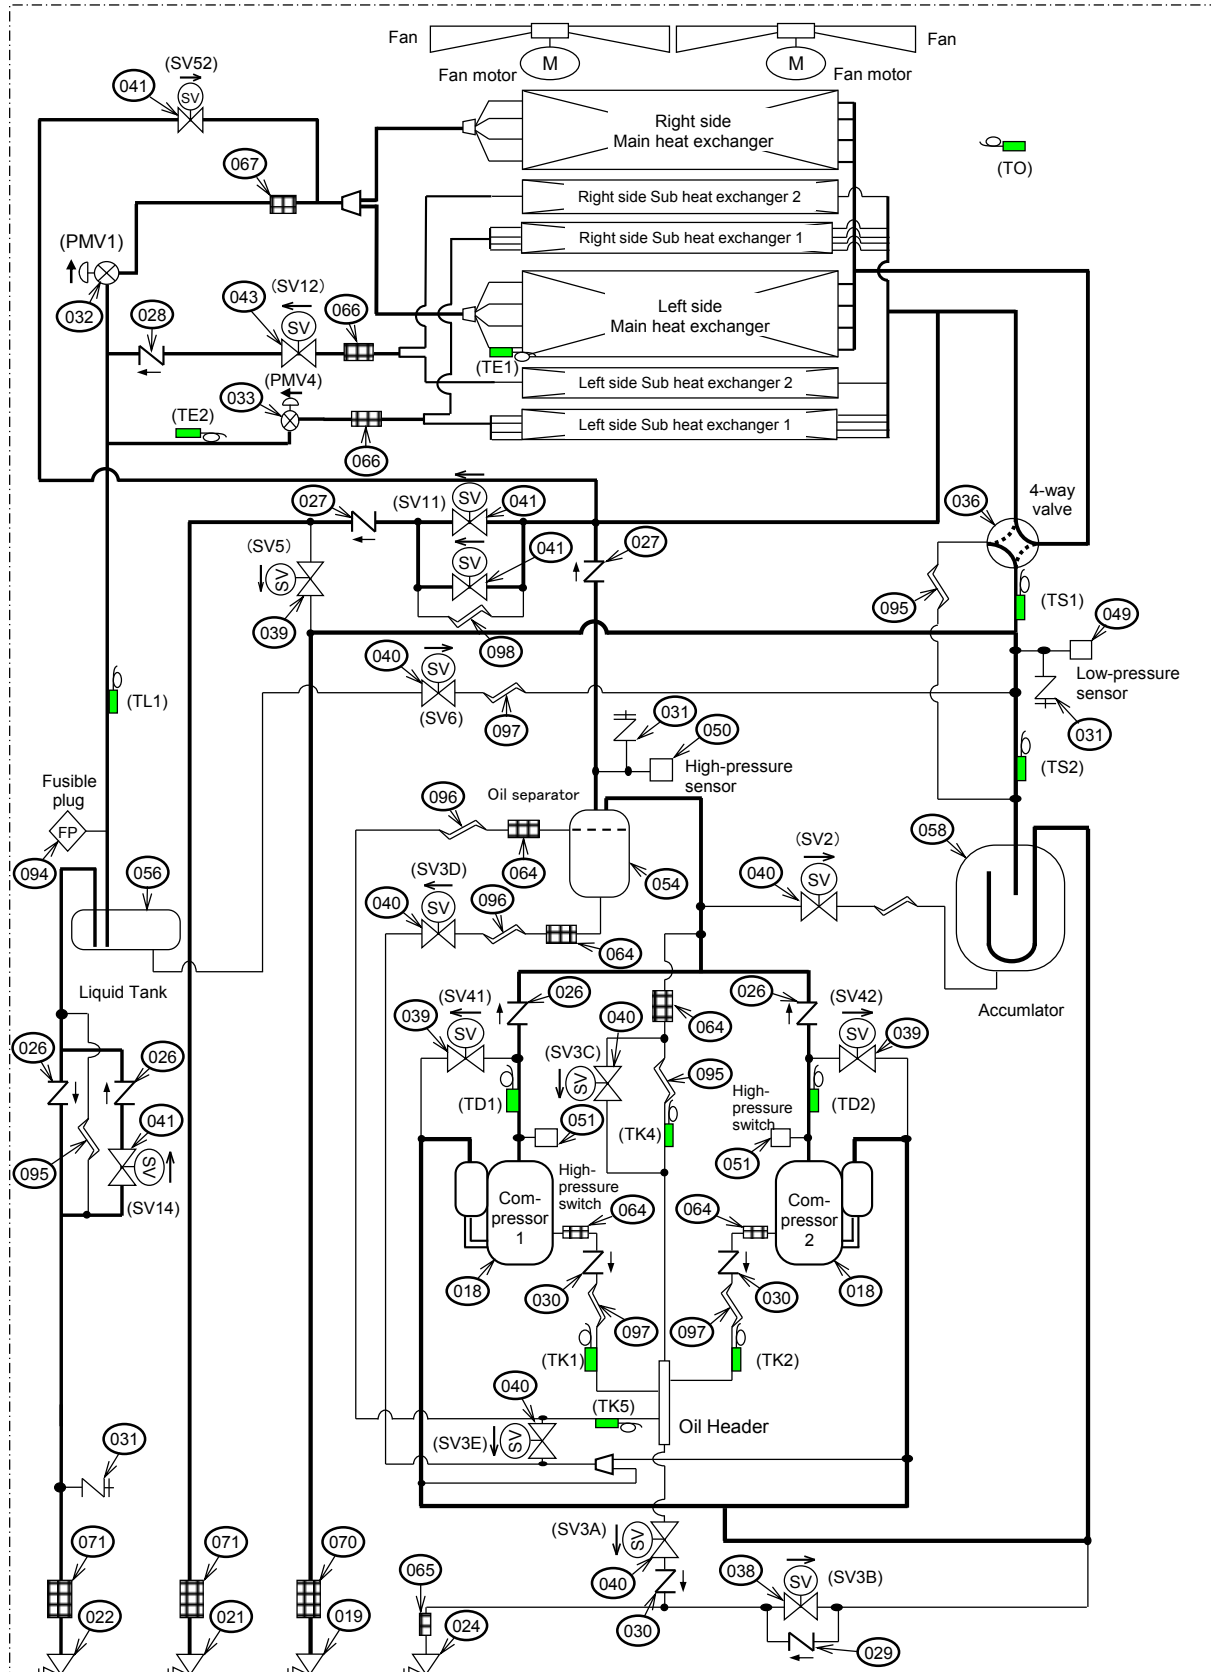 Fan
Fan
M
M
Fan motor
Fan motor
(SV52)
041
SV
Right side
Main heat exchanger
(TO)
067
Right side Sub heat exchanger 2
Right side Sub heat exchanger 1
(PMV1)
032
(SV12)
043
SV
028
066
Left side
Main heat exchanger
(TE1)
(PMV4)
033
Left side Sub heat exchanger 2
(TE2)
Left side Sub heat exchanger 1
066
4-way
valve
036
027
(SV11)
SV
041
(SV5)
SV
SV
041
027
039
098
095
(TS1)
049
Low-pressure
sensor
031
040
SV
(SV6)
097
(TL1)
031
050
High-pressure
sensor
(TS2)
Fusible
plug
FP
094
096
Oil separator
064
054
(SV2)
040
SV
058
056
(SV3D)
040
SV
096
064
Liquid Tank
Accumlator
(SV41)
039
SV
026
064
026
(SV42)
SV
039
026
026
040
(SV3C)
SV
095
(TD1)
High-
pressure
switch
(TD2)
041
095
SV
(SV14)
051
(TK4)
051
Com-
pressor
1
High-
pressure
switch
064
064
Com-
pressor
2
018
030
030
018
097
097
(TK1)
(TK2)
040
(TK5)
Oil Header
(SV3E)
SV
031
(SV3A)
SV
040
030
071
071
070
065
038
SV
(SV3B)
022
021
019
024
029